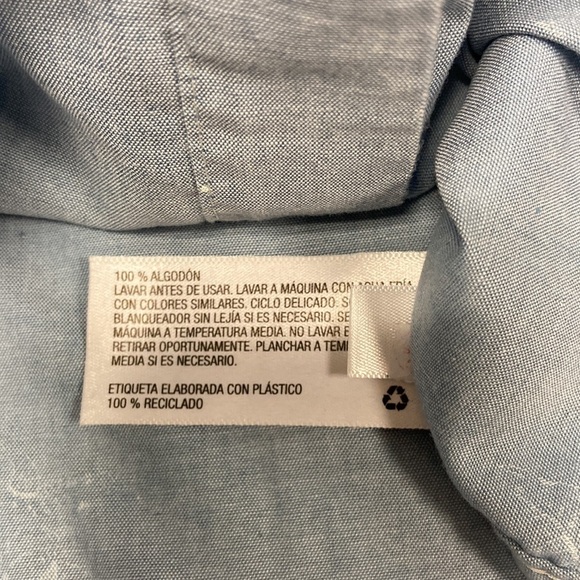 100 % ALGODÓN
LAVAR ANTES DE USAR. LAVAR A MÁQUINA CON AGUA FRÍA
CON COLORES SIMILARES. CICLO DELICADO.
BLANQUEADOR SIN LEJÍA SI ES NECESARIO.
MÁQUINA A TEMPERATURA MEDIA. NO LAVAR
RETIRAR OPORTUNAMENTE. PLANCHAR A
MEDIA SI ES NECESARIO.
ETIQUETA ELABORADA CON PLÁSTICO
100 % RECICLADO